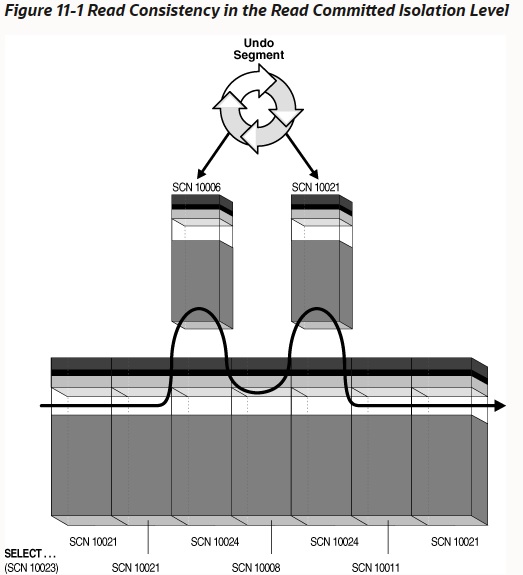 Figure 11-1 Read Consistency in the Read Committed Isolation Level
Undo
Segment
SCN 10006
SCN 10021
SCN 10021
SCN 10024
SCN 10024
SCN 10021
SELECT . . .
(SCN 10023)
SCN 10021
SCN 10008
SCN 10011